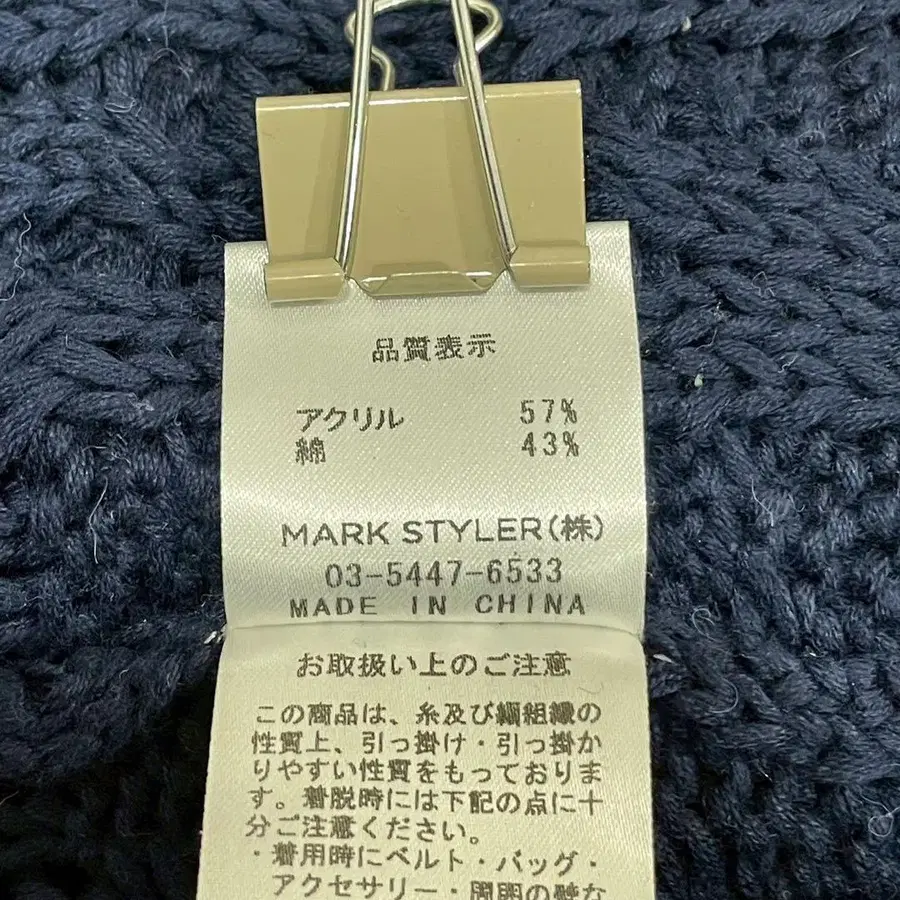 品質表示
アクリル 57%
綿 43%
MARK STYLER(株)
03-5447-6533
MADE IN CHINA
お取扱い上のご注意
この商品は、糸及び編組織の
性質上、引っ掛け・引っ掛か
りやすい性質をもっておりま
す。着脱時には下記の点に十
分ご注意ください。
・着用時にベルト・バッグ・
アクセサリー・周囲の壁な